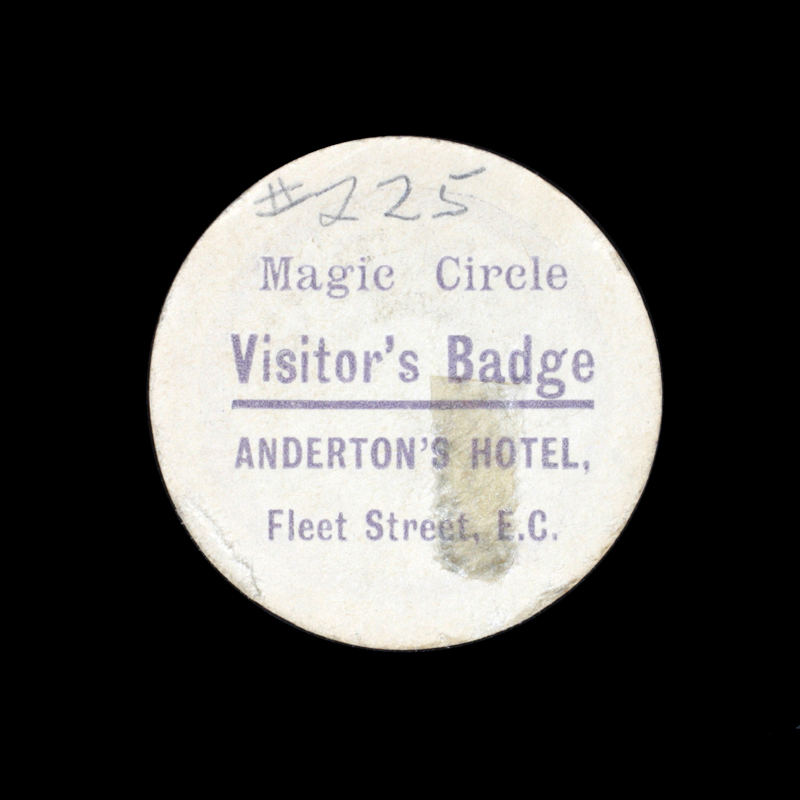 #225
Magic Circle
Visitor's Badge
ANDERTON'S HOTEL,
Fleet Street, E.C.